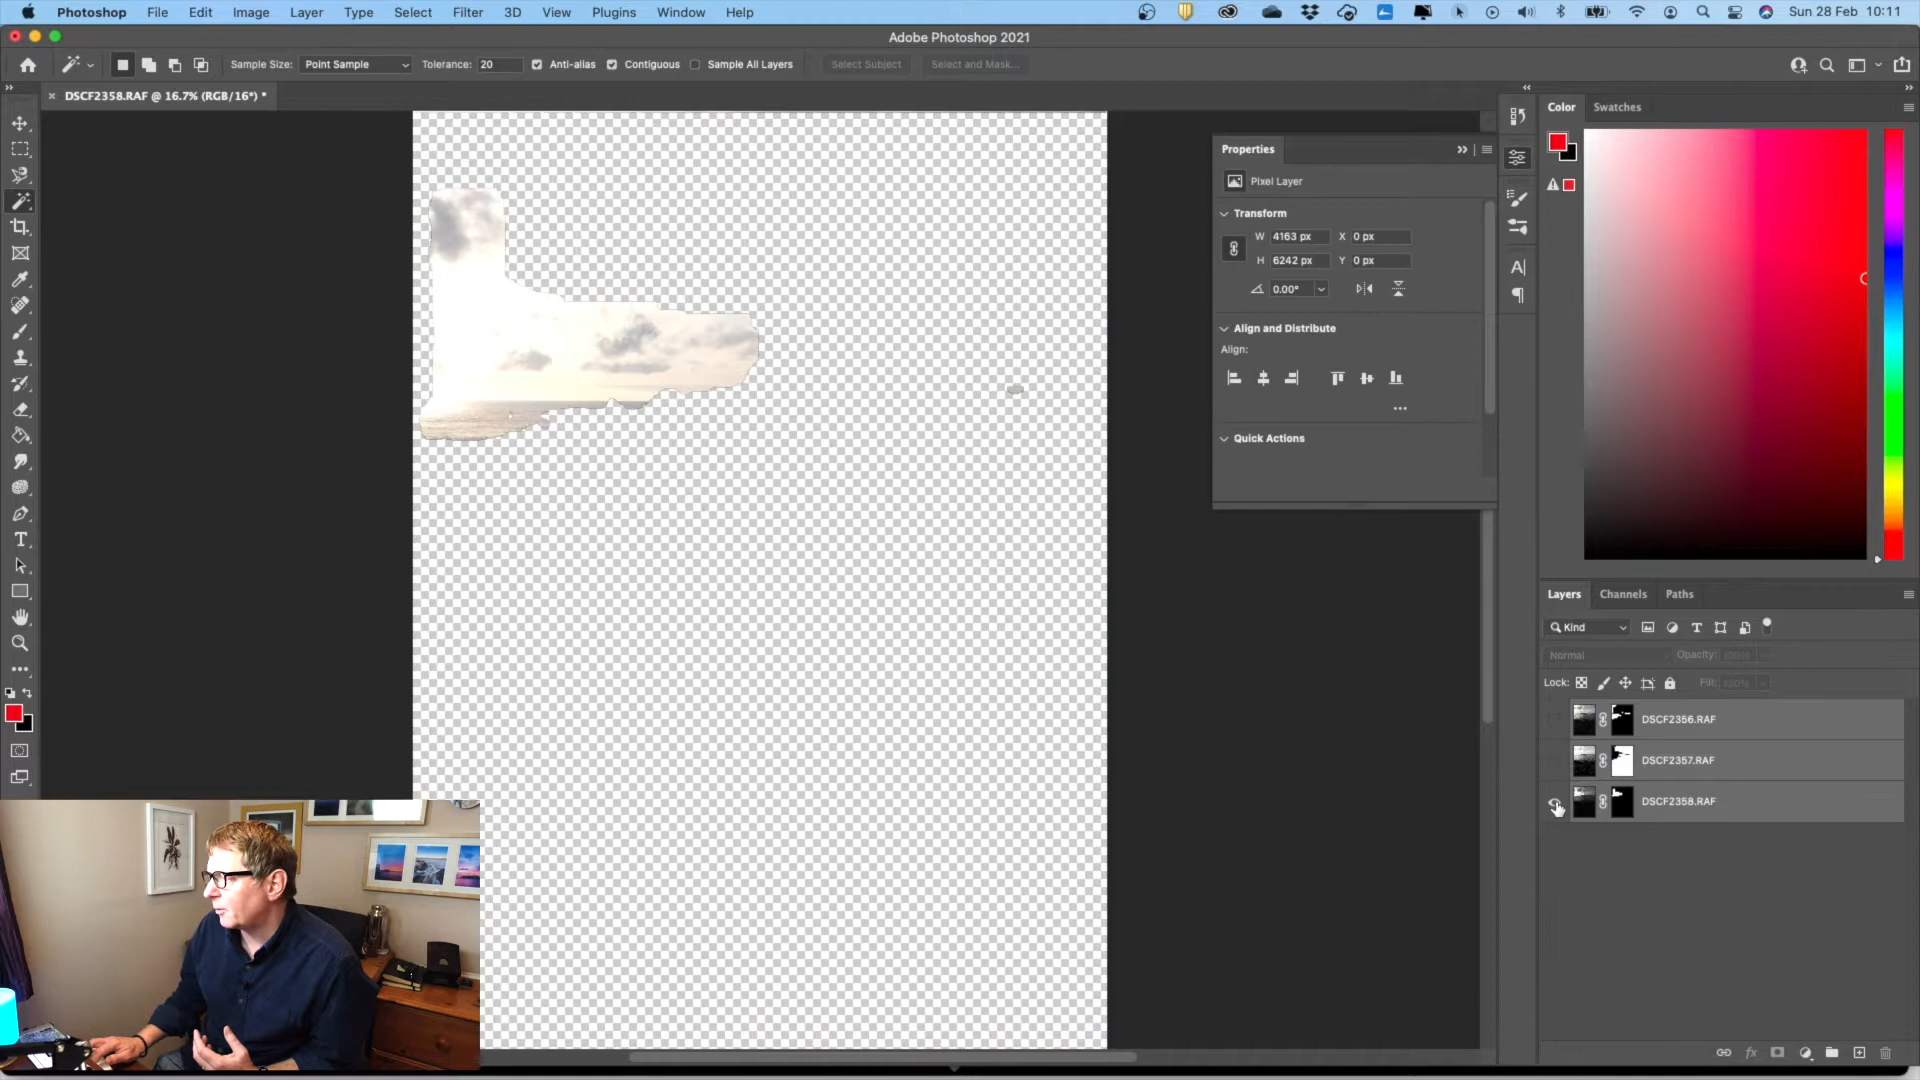 Photoshop File Edit Image Layer Type Select Filter 3D View Plugins Window Help Sun 28 Feb 10:11
Adobe Photoshop 2021
Sample Size: Point Sample Tolerance: 20 Anti-alias Contiguous Sample All Layers Select Subject Select and Mask...
× DSCF2358.RAF @ 16.7% (RGB/16*) *
Color Swatches
Properties
Pixel Layer
Transform
W 4163 px X 0 px
H 6242 px Y 0 px
0.00°
Align and Distribute
Align:
Quick Actions
Layers Channels Paths
Kind
Normal Opacity: 100%
Lock: Fill: 100%
DSCF2356.RAF
DSCF2357.RAF
DSCF2358.RAF